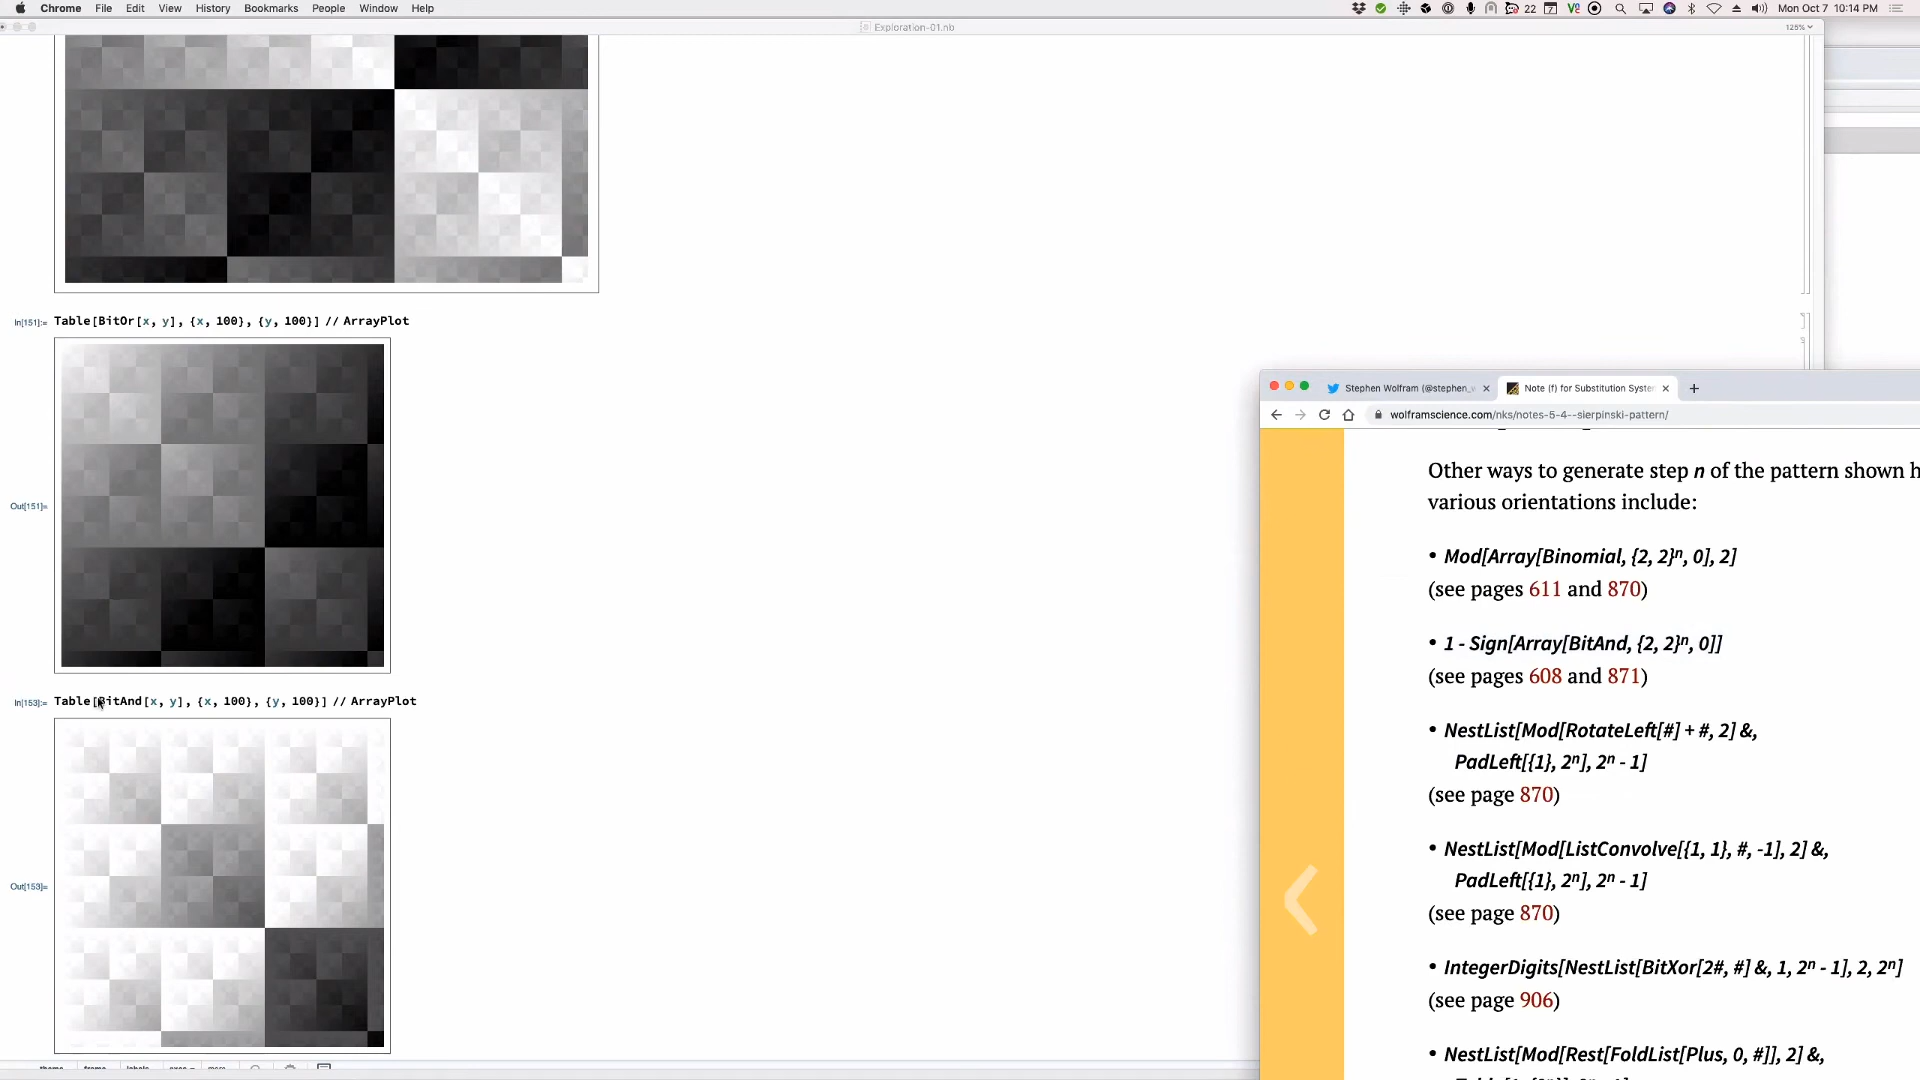 Chrome File Edit View History Bookmarks People Window Help
22
Mon Oct 7 10:14 PM
Exploration-01.nb
125%
In[151]:= Table[BitOr[x, y], {x, 100}, {y, 100}] // ArrayPlot
Out[151]=
In[153]:= Table[BitAnd[x, y], {x, 100}, {y, 100}] // ArrayPlot
Out[153]=
theme frame labels axes more
Stephen Wolfram (@stephen_w
Note (f) for Substitution System
wolframscience.com/nks/notes-5-4--sierpinski-pattern/
Other ways to generate step n of the pattern shown h
various orientations include:
• Mod[Array[Binomial, {2, 2}ⁿ, 0], 2]
(see pages 611 and 870)
• 1 - Sign[Array[BitAnd, {2, 2}ⁿ, 0]]
(see pages 608 and 871)
• NestList[Mod[RotateLeft[#] + #, 2] &,
PadLeft[{1}, 2ⁿ], 2ⁿ - 1]
(see page 870)
• NestList[Mod[ListConvolve[{1, 1}, #, -1], 2] &,
PadLeft[{1}, 2ⁿ], 2ⁿ - 1]
(see page 870)
• IntegerDigits[NestList[BitXor[2#, #] &, 1, 2ⁿ - 1], 2, 2ⁿ]
(see page 906)
• NestList[Mod[Rest[FoldList[Plus, 0, #]], 2] &,